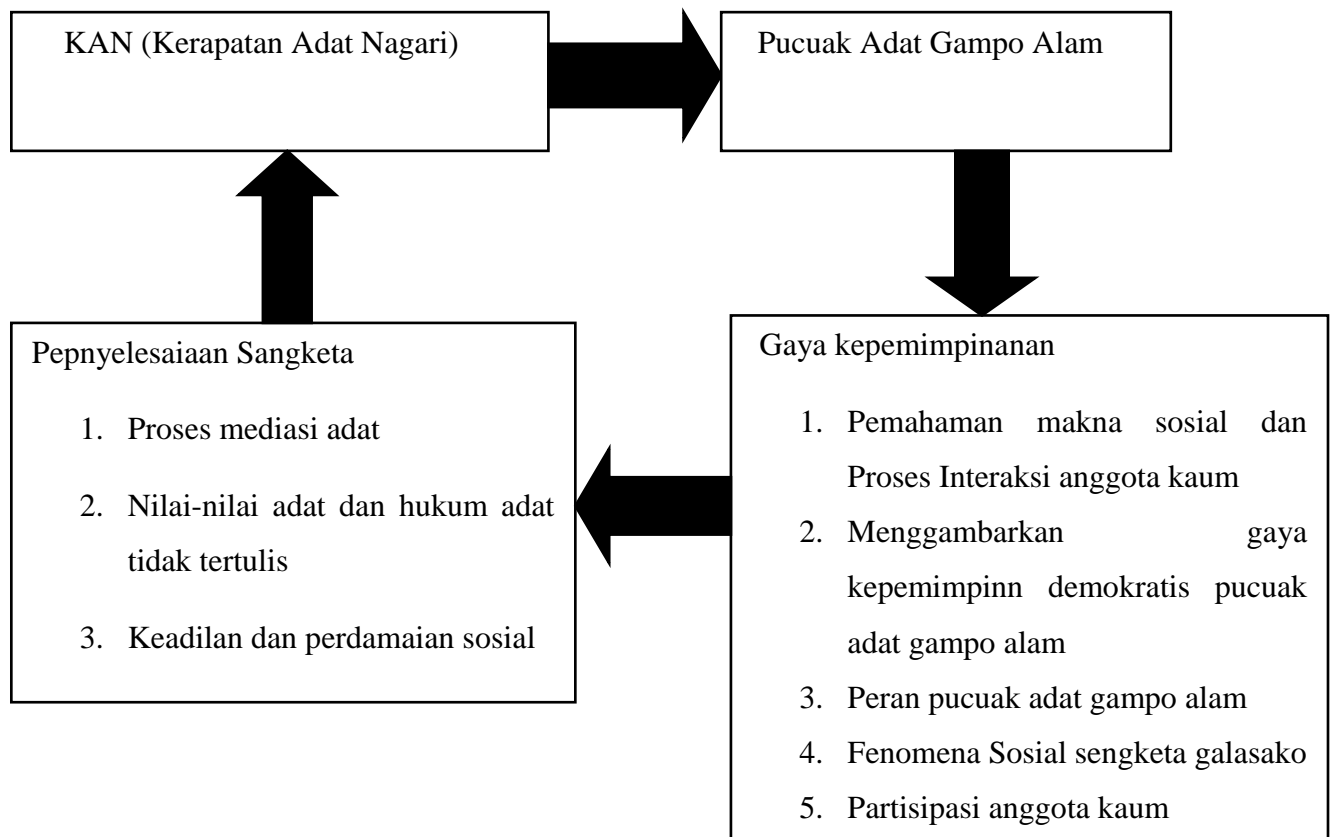 KAN (Kerapatan Adat Nagari)
Pucuak Adat Gampo Alam
Gaya kepemimpinanan
1. Pemahaman makna sosial dan
Proses Interaksi anggota kaum
2. Menggambarkan gaya
kepemimpinn demokratis pucuak
adat gampo alam
3. Peran pucuak adat gampo alam
4. Fenomena Sosial sengketa galasako
5. Partisipasi anggota kaum
Pepnyelesaiaan Sangketa
1. Proses mediasi adat
2. Nilai-nilai adat dan hukum adat
tidak tertulis
3. Keadilan dan perdamaian sosial